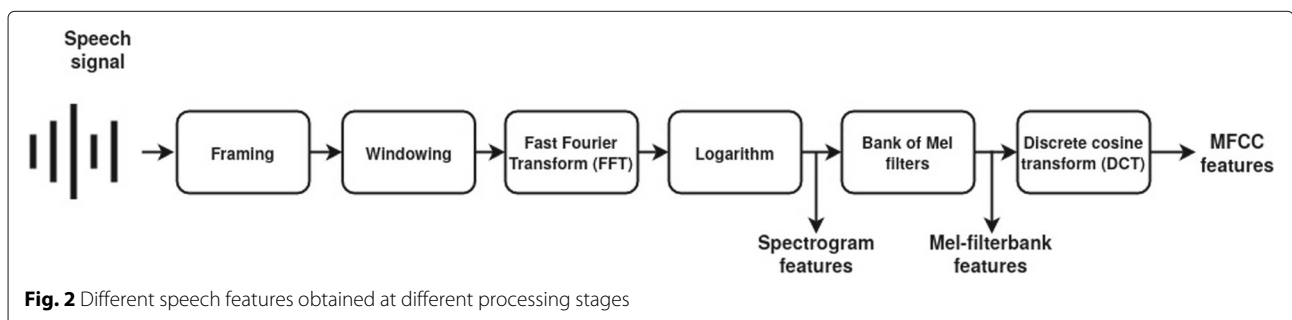 Speech
signal
Framing
Windowing
Fast Fourier
Transform (FFT)
Logarithm
Bank of Mel
filters
Discrete cosine
transform (DCT)
MFCC
features
Spectrogram
features
Mel-filterbank
features
Fig. 2 Different speech features obtained at different processing stages